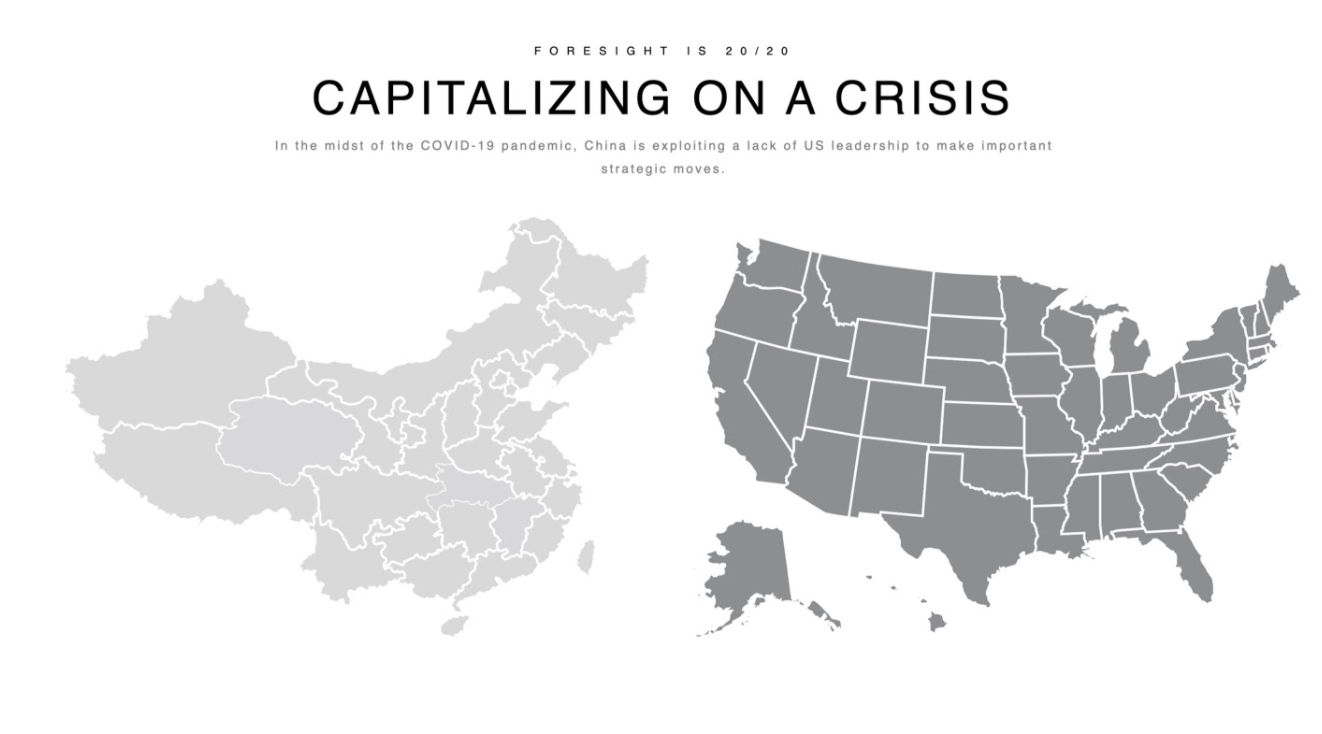 FORESIGHT IS 20/20
CAPITALIZING ON A CRISIS
In the midst of the COVID-19 pandemic, China is exploiting a lack of US leadership to make important
strategic moves.